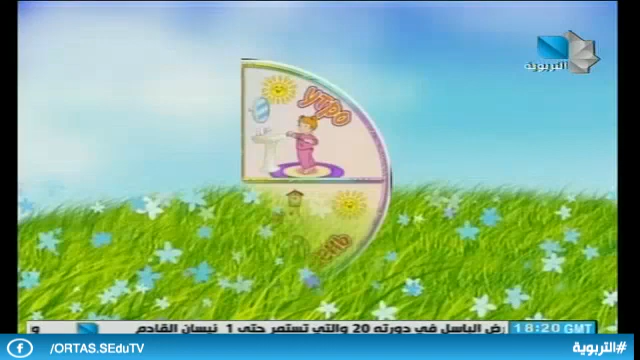 التربوية
утро
ень
رض الباسل في دورته 20 والتي تستمر حتى 1 نيسان القادم
و
18:20 GMT
/ORTAS.SEduTV
#التربوية